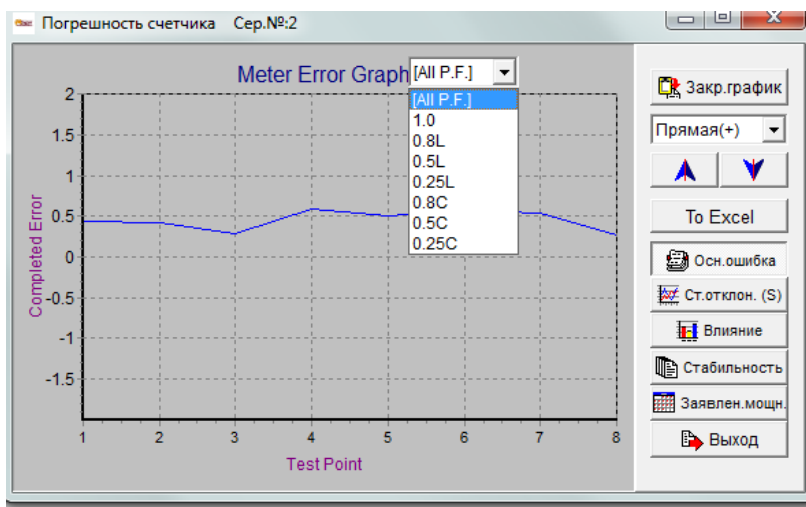 Погрешность счетчика Сер.№:2
Meter Error Graph
[All P.F.]
[All P.F.]
1.0
0.8L
0.5L
0.25L
0.8C
0.5C
0.25C
2
1.5
1
0.5
0
-0.5
-1
-1.5
Completed Error
1 2 3 4 5 6 7 8
Test Point
Закр.график
Прямая(+)
To Excel
Осн.ошибка
Ст.отклон. (S)
Влияние
Стабильность
Заявлен.мощн.
Выход